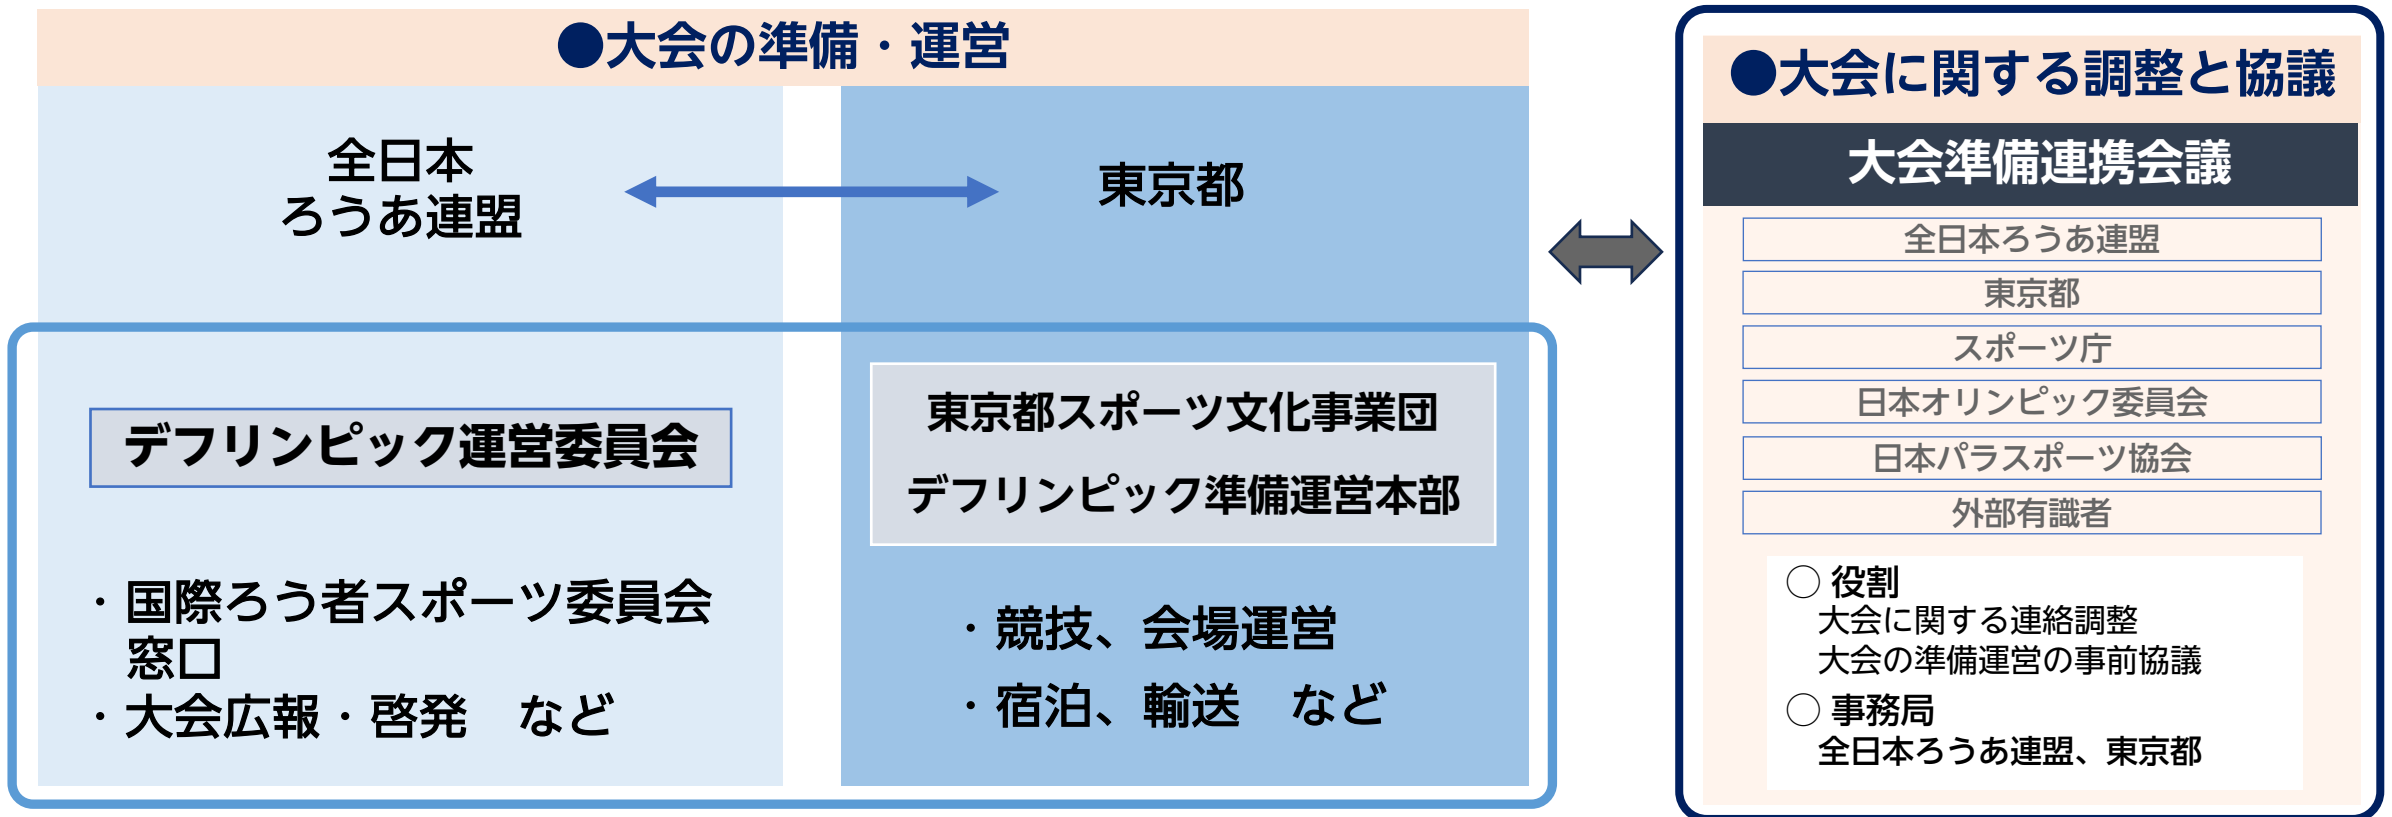 ●大会の準備・運営
全日本
ろうあ連盟
東京都
デフリンピック運営委員会
・国際ろう者スポーツ委員会
窓口
・大会広報・啓発　など
東京都スポーツ文化事業団
デフリンピック準備運営本部
・競技、会場運営
・宿泊、輸送　など
●大会に関する調整と協議
大会準備連携会議
全日本ろうあ連盟
東京都
スポーツ庁
日本オリンピック委員会
日本パラスポーツ協会
外部有識者
○ 役割
大会に関する連絡調整
大会の準備運営の事前協議
○ 事務局
全日本ろうあ連盟、東京都